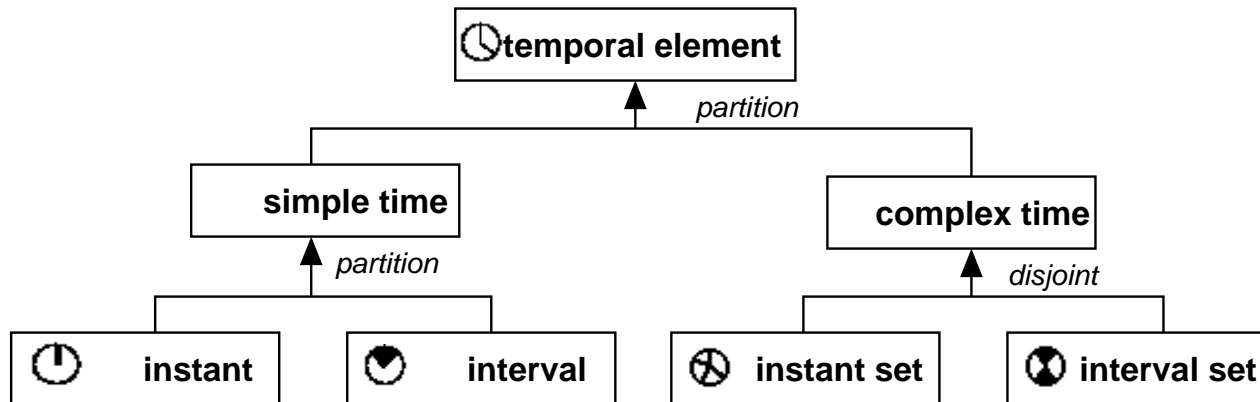 temporal element
partition
simple time
complex time
partition
disjoint
instant
interval
instant set
interval set